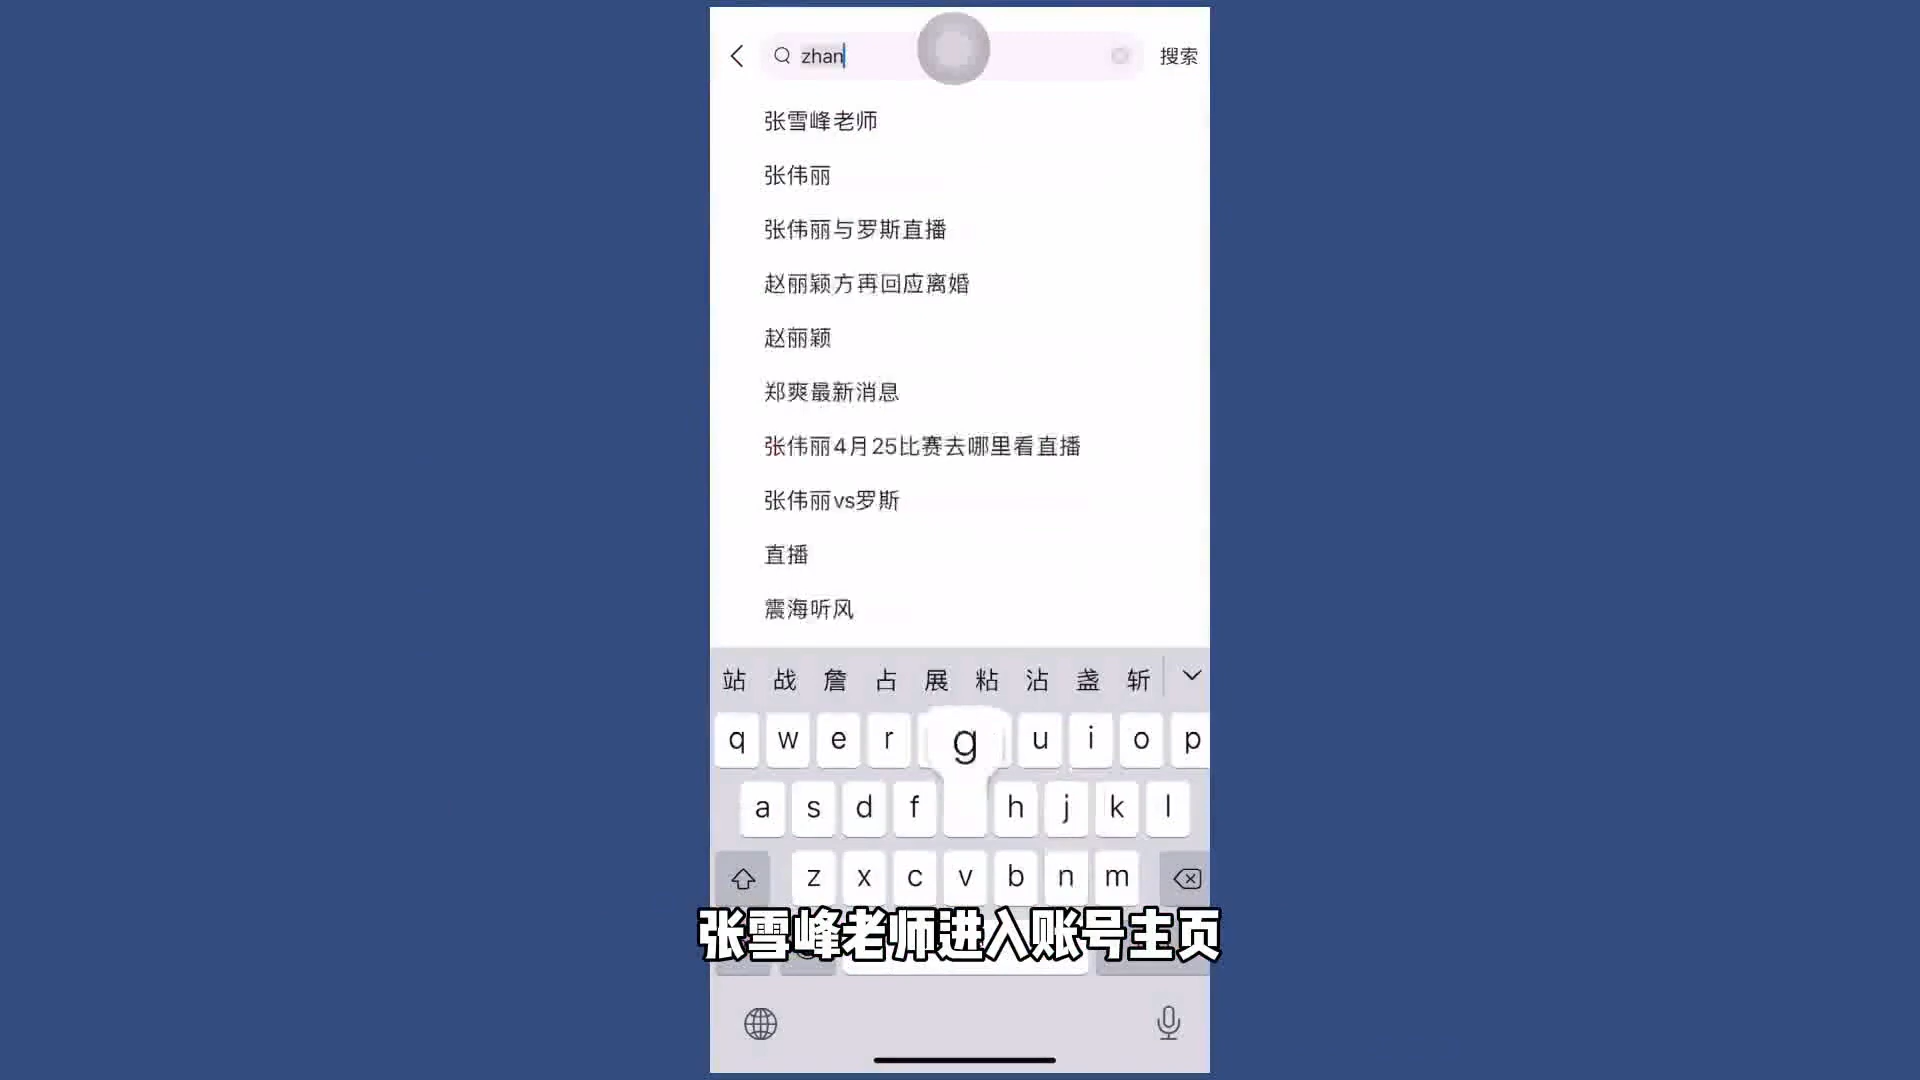 zhan 搜索
张雪峰老师
张伟丽
张伟丽与罗斯直播
赵丽颖方再回应离婚
赵丽颖
郑爽最新消息
张伟丽4月25比赛去哪里看直播
张伟丽vs罗斯
直播
震海听风
站 战 詹 占 展 粘 沾 盏 斩
q w e r g u i o p
a s d f h j k l
z x c v b n m
张雪峰老师进入账号主页